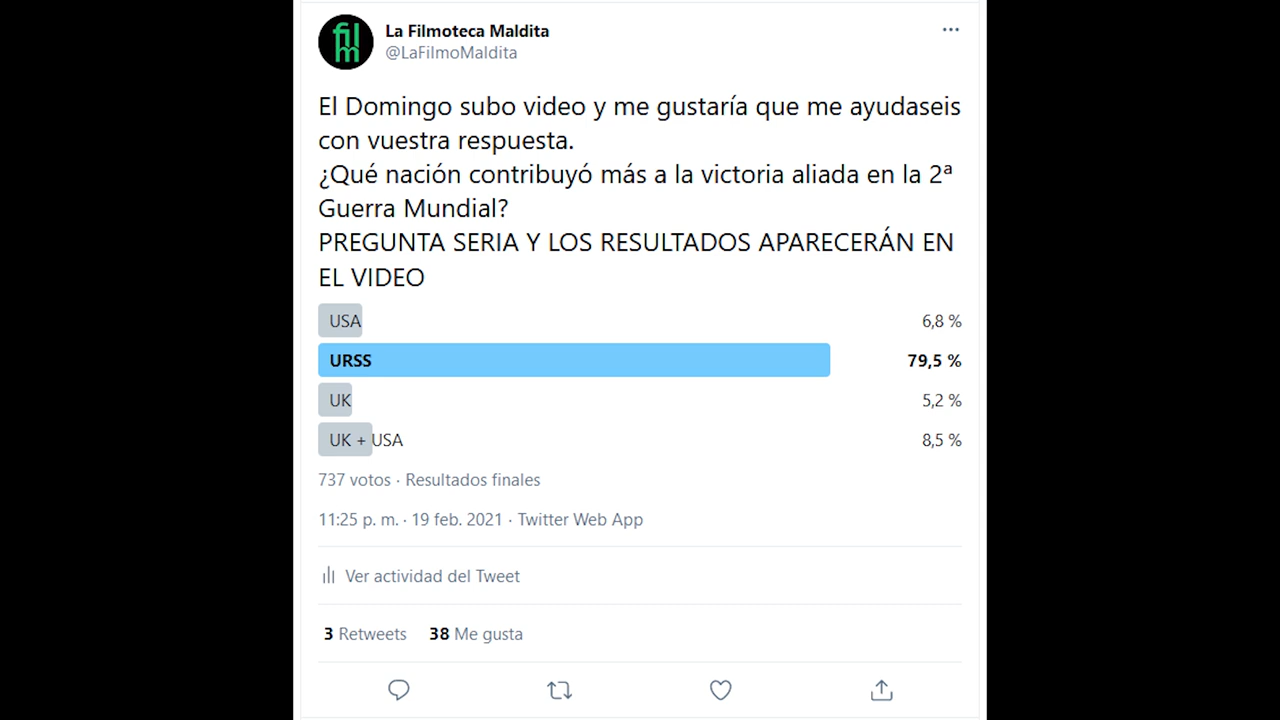 film
La Filmoteca Maldita
@LaFilmoMaldita
El Domingo subo video y me gustaría que me ayudaseis
con vuestra respuesta.
¿Qué nación contribuyó más a la victoria aliada en la 2ª
Guerra Mundial?
PREGUNTA SERIA Y LOS RESULTADOS APARECERÁN EN
EL VIDEO
USA 6,8 %
URSS 79,5 %
UK 5,2 %
UK + USA 8,5 %
737 votos · Resultados finales
11:25 p. m. · 19 feb. 2021 · Twitter Web App
Ver actividad del Tweet
3 Retweets 38 Me gusta